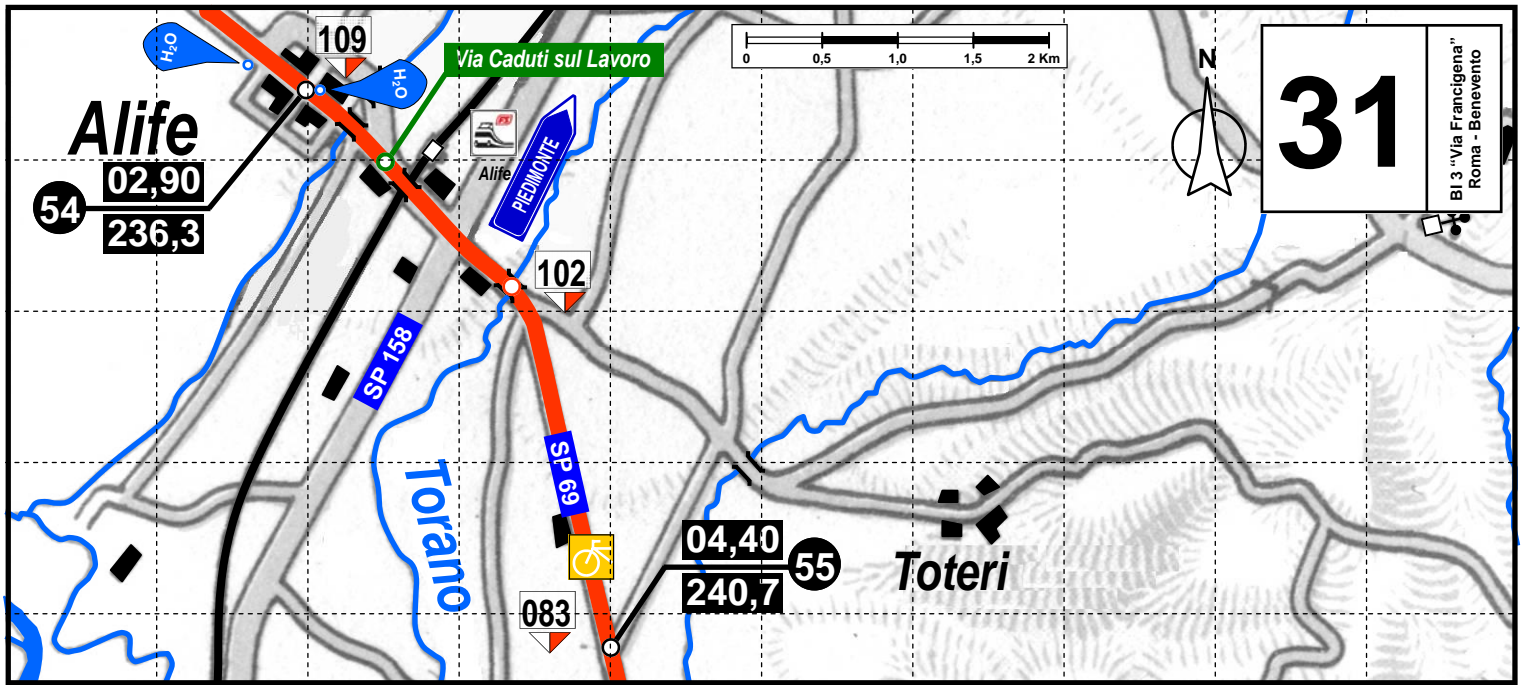 H₂O
109
H₂O
Via Caduti sul Lavoro
Alife
02,90
54
236,3
FS
Alife
PIEDIMONTE
0 0,5 1,0 1,5 2 Km
N
31
BI 3 “Via Francigena”
Roma - Benevento
102
SP 158
SP 69
Torano
04,40
55
240,7
083
Toteri